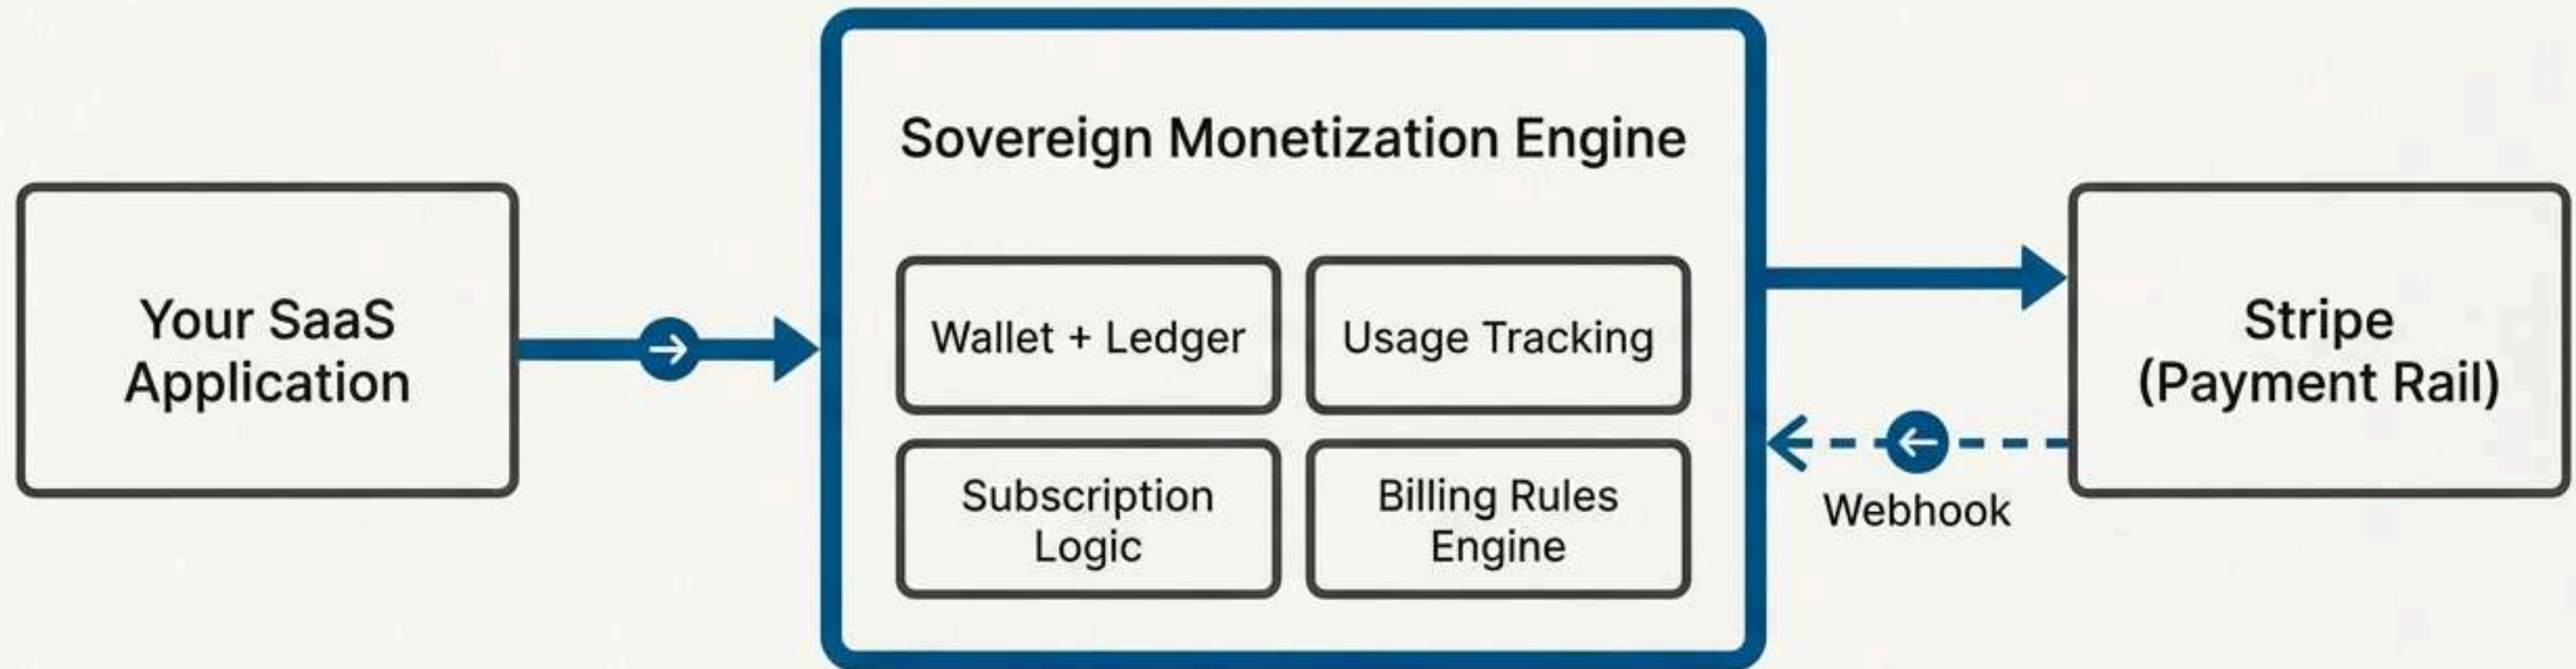 Sovereign Monetization Engine
Your SaaS
Application
Wallet + Ledger
Usage Tracking
Subscription
Logic
Billing Rules
Engine
Stripe
(Payment Rail)
Webhook